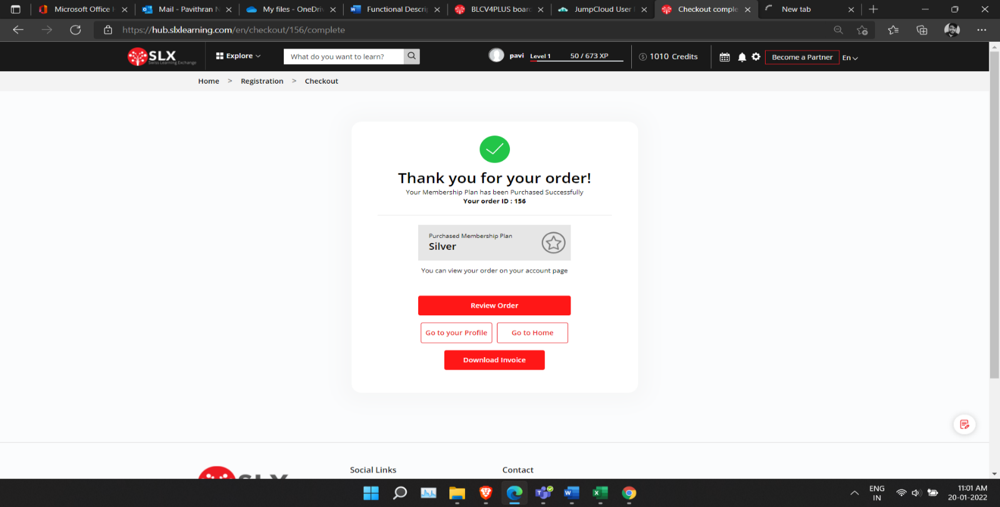 Microsoft Office
Mail - Pavithran N
My files - OneDriv
Functional Descri
BLCV4PLUS boar
JumpCloud User
Checkout comple
New tab
https://hub.slxlearning.com/en/checkout/156/complete
SLX
Swiss Learning Exchange
Explore
What do you want to learn?
pavi
Level 1
50 / 673 XP
1010 Credits
Become a Partner
En
Home > Registration > Checkout
Thank you for your order!
Your Membership Plan has been Purchased Successfully
Your order ID : 156
Purchased Membership Plan
Silver
You can view your order on your account page
Review Order
Go to your Profile
Go to Home
Download Invoice
SLX
Social Links
Contact
ENG
IN
11:01 AM
20-01-2022